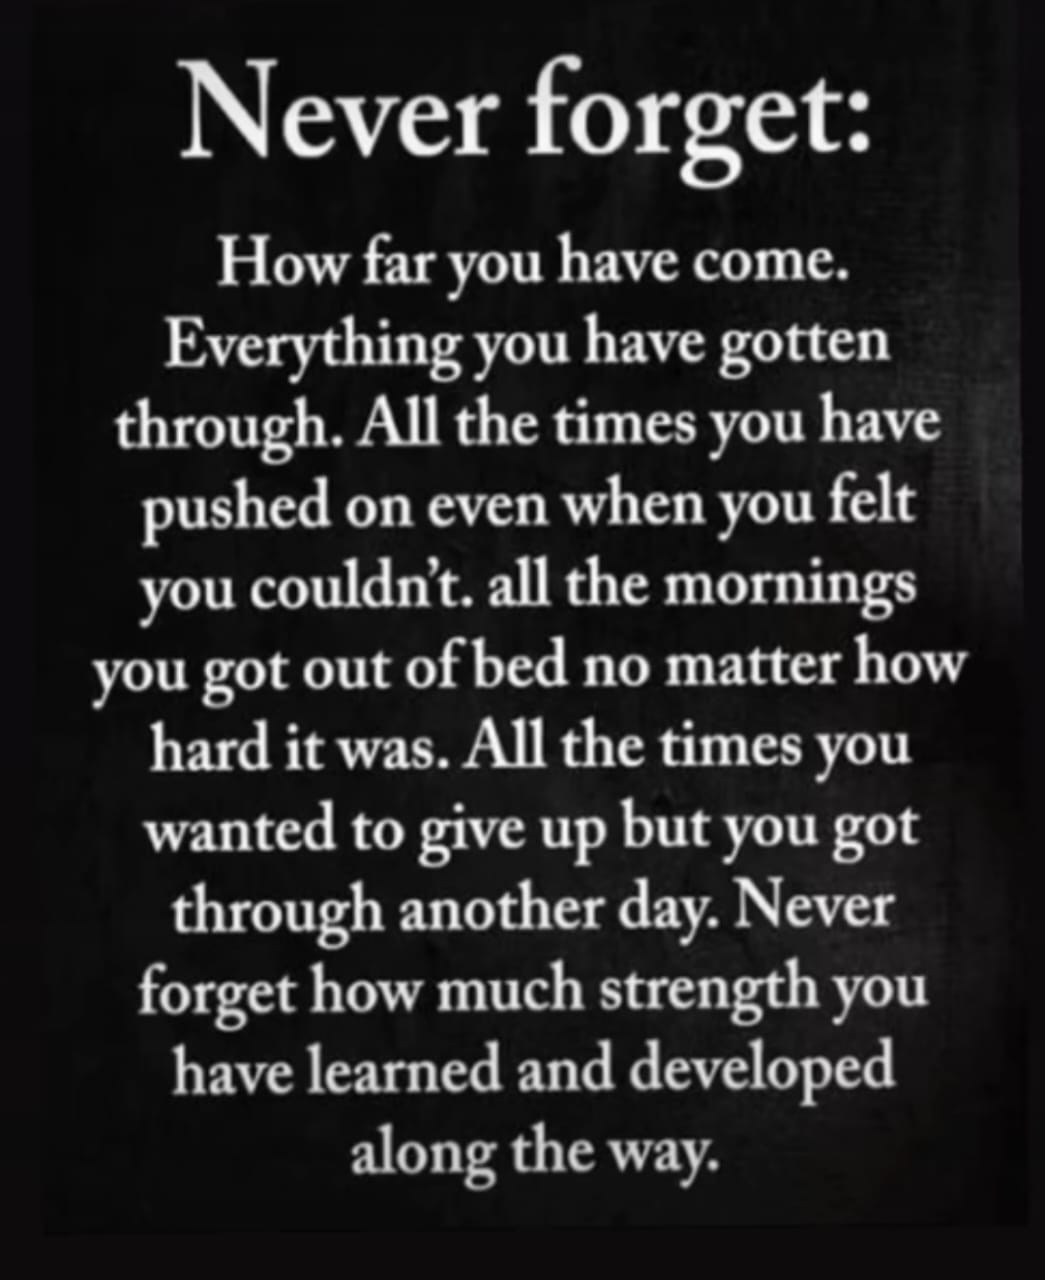 Never forget:
How far you have come.
Everything you have gotten
through. All the times you have
pushed on even when you felt
you couldn’t. all the mornings
you got out of bed no matter how
hard it was. All the times you
wanted to give up but you got
through another day. Never
forget how much strength you
have learned and developed
along the way.